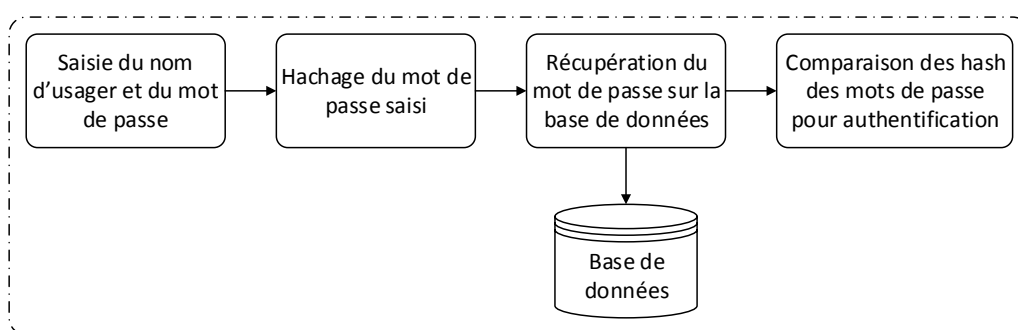 Saisie du nom
d’usager et du mot
de passe
Hachage du mot de
passe saisi
Récupération du
mot de passe sur la
base de données
Comparaison des hash
des mots de passe
pour authentification
Base de
données